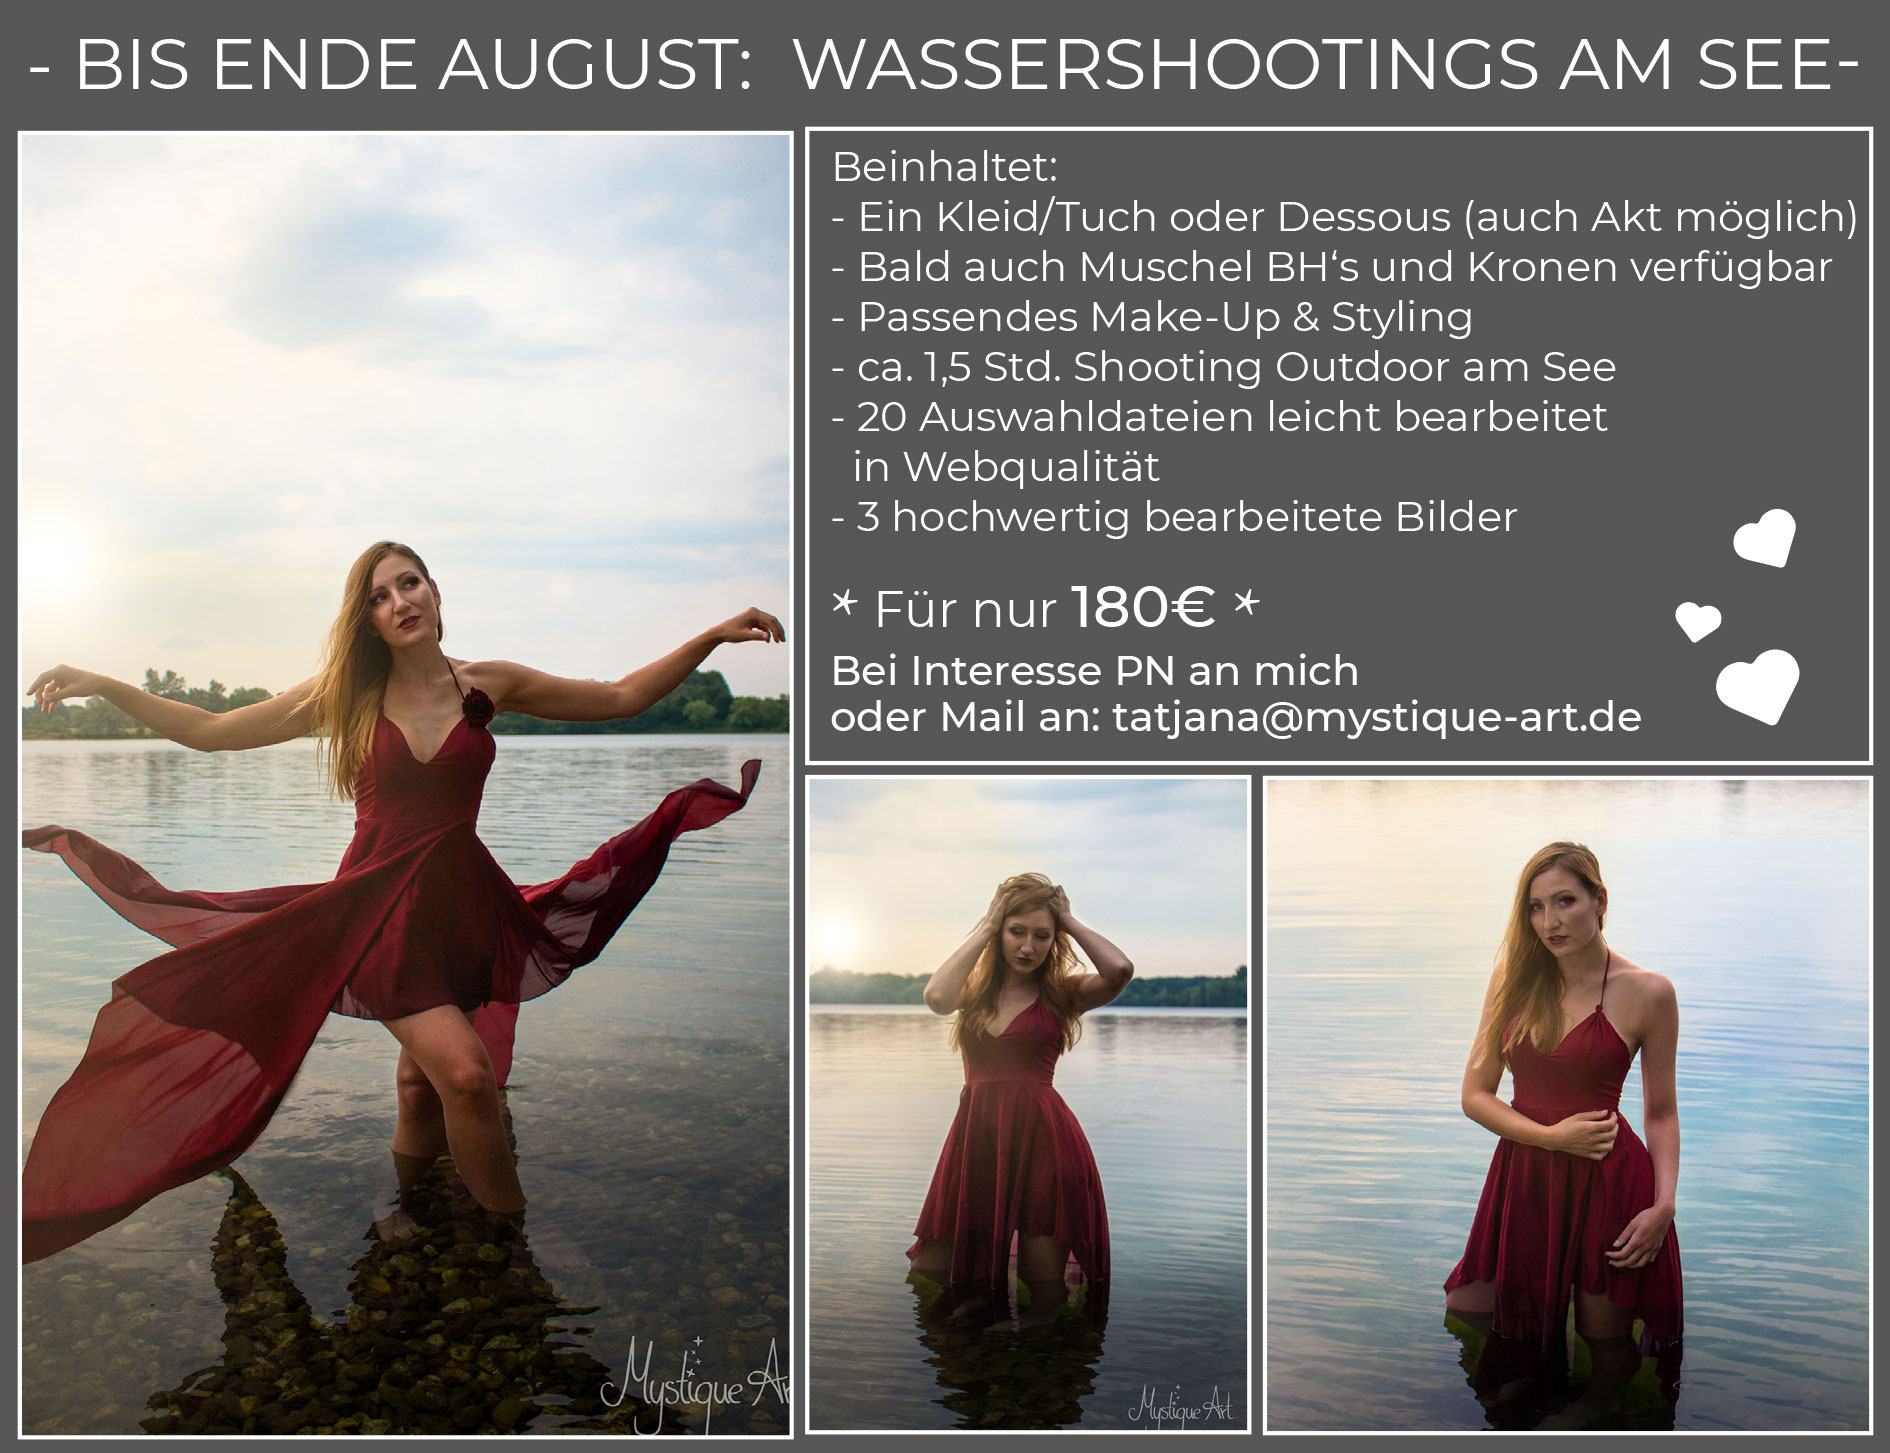 - BIS ENDE AUGUST: WASSERSHOOTINGS AM SEE-
Beinhaltet:
- Ein Kleid/Tuch oder Dessous (auch Akt möglich)
- Bald auch Muschel BH‘s und Kronen verfügbar
- Passendes Make-Up & Styling
- ca. 1,5 Std. Shooting Outdoor am See
- 20 Auswahldateien leicht bearbeitet
in Webqualität
- 3 hochwertig bearbeitete Bilder
* Für nur 180€ *
Bei Interesse PN an mich
oder Mail an: tatjana@mystique-art.de
Mystique Ar
Mystique Art